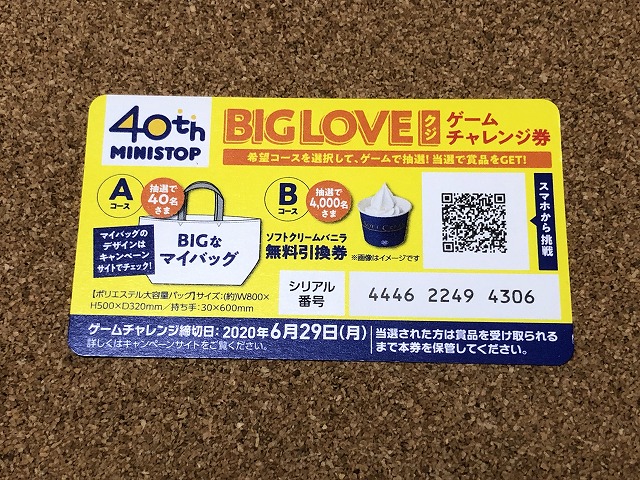 40th
MINISTOP
BIG LOVE クジ ゲーム
チャレンジ券
希望コースを選択して、ゲームで抽選!当選で賞品をGET!
A
コース
抽選で
40名
さま
マイバッグの
デザインは
キャンペーン
サイトでチェック!
BIGな
マイバッグ
B
コース
抽選で
4,000名
さま
ソフトクリームバニラ
無料引換券
※画像はイメージです
スマホから挑戦
【ポリエステル大容量バッグ】サイズ:(約)W800×
H500×D320mm/持ち手:30×600mm
シリアル
番号
4446 2249 4306
ゲームチャレンジ締切日:2020年6月29日(月)
詳しくはキャンペーンサイトをご覧ください。
当選された方は賞品を受け取られる
まで本券を保管してください。